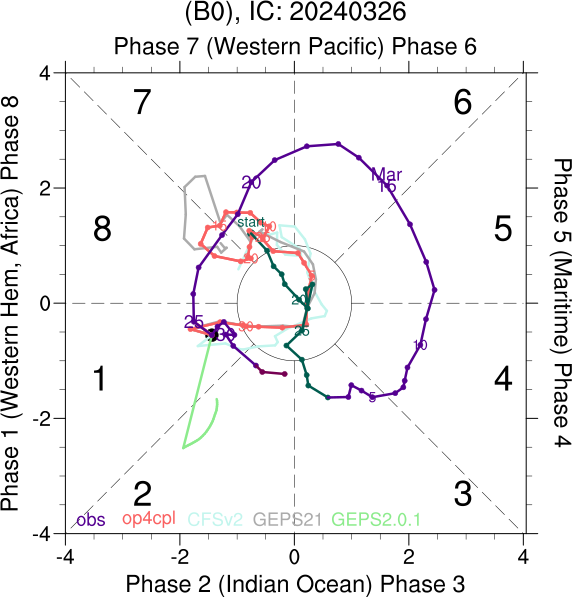 (B0), IC: 20240326
Phase 7 (Western Pacific) Phase 6
Phase 1 (Western Hem, Africa) Phase 8
Phase 5 (Maritime) Phase 4
4
2
0
-2
-4
7 6
8 5
1 4
2 3
20
Mar
15
start
10
20
25
30
10
5
obs op4cpl CFSv2 GEPS21 GEPS2.0.1
-4 -2 0 2 4
Phase 2 (Indian Ocean) Phase 3